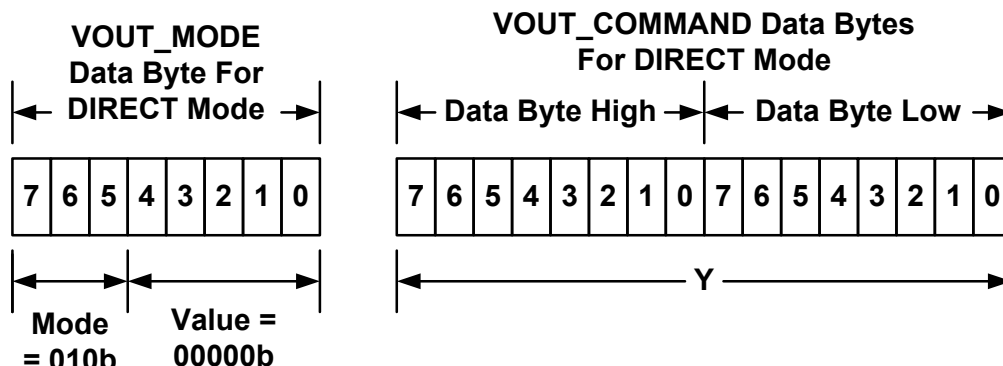 VOUT_MODE
Data Byte For
DIRECT Mode
VOUT_COMMAND Data Bytes
For DIRECT Mode
Data Byte High
Data Byte Low
7 6 5 4 3 2 1 0
7 6 5 4 3 2 1 0 7 6 5 4 3 2 1 0
Mode
= 010b
Value =
00000b
Y